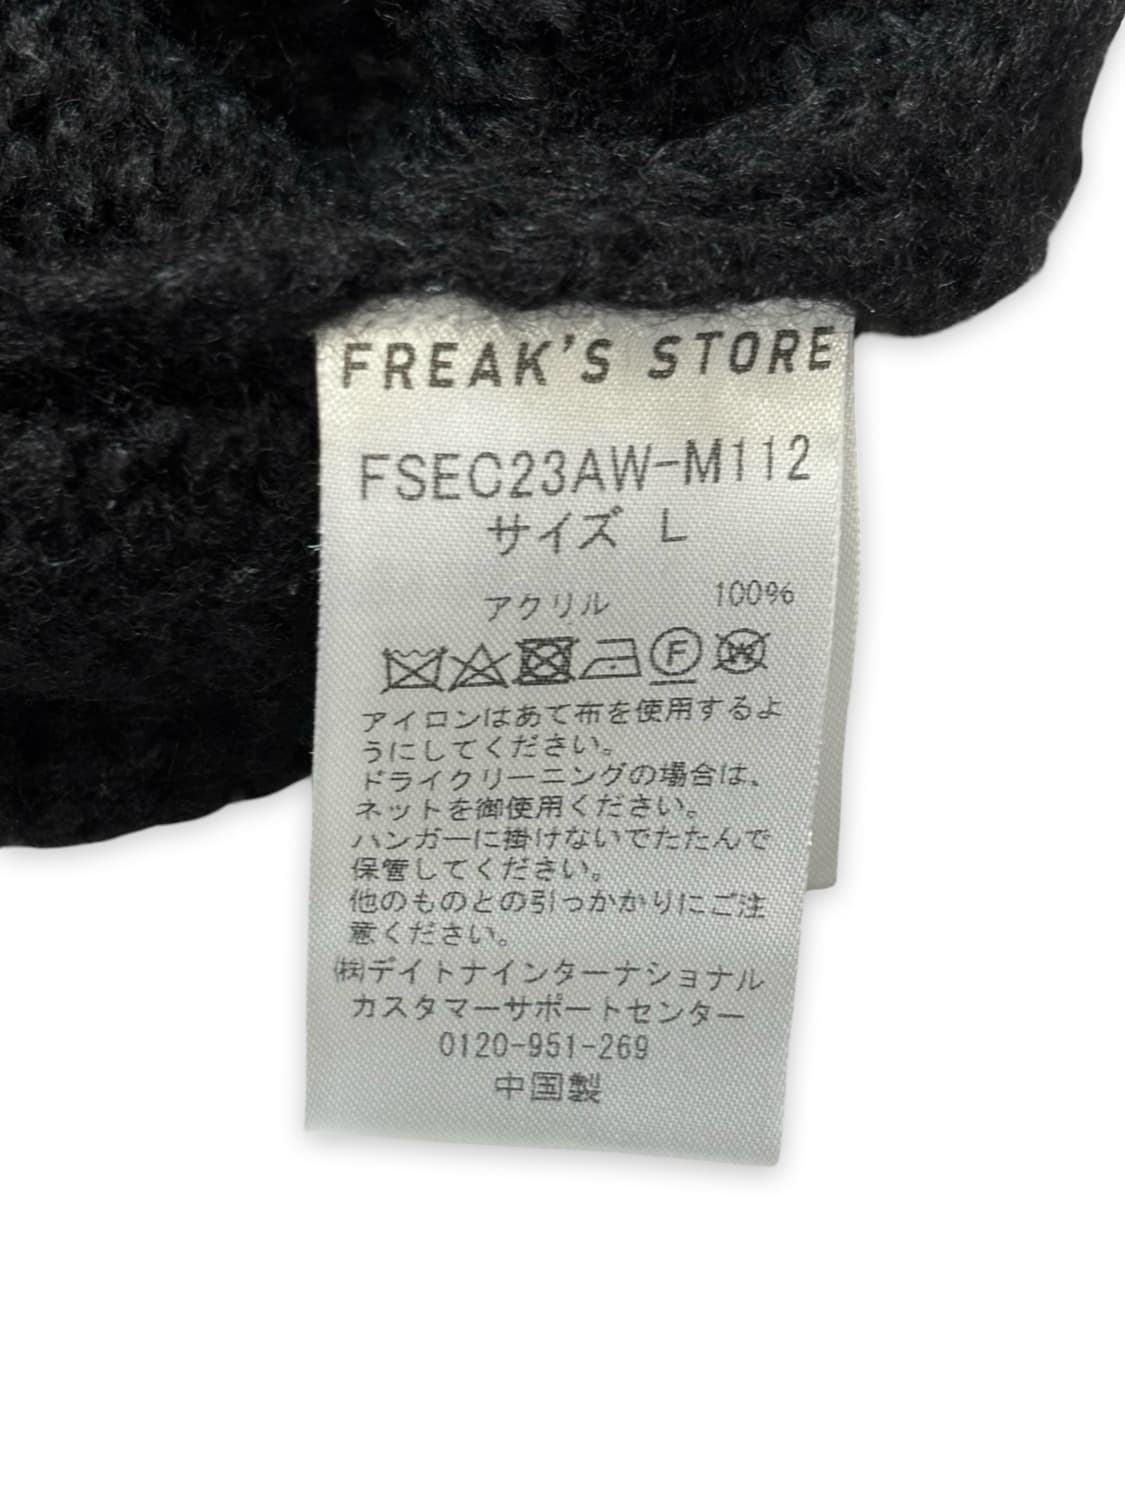 FREAK'S STORE
FSEC23AW-M112
サイズ L
アクリル 100%
F W
アイロンはあて布を使用するよ
うにしてください。
ドライクリーニングの場合は、
ネットを御使用ください。
ハンガーに掛けないでたたんで
保管してください。
他のものとの引っかかりにご注
意ください。
㈱デイトナインターナショナル
カスタマーサポートセンター
0120-951-269
中国製